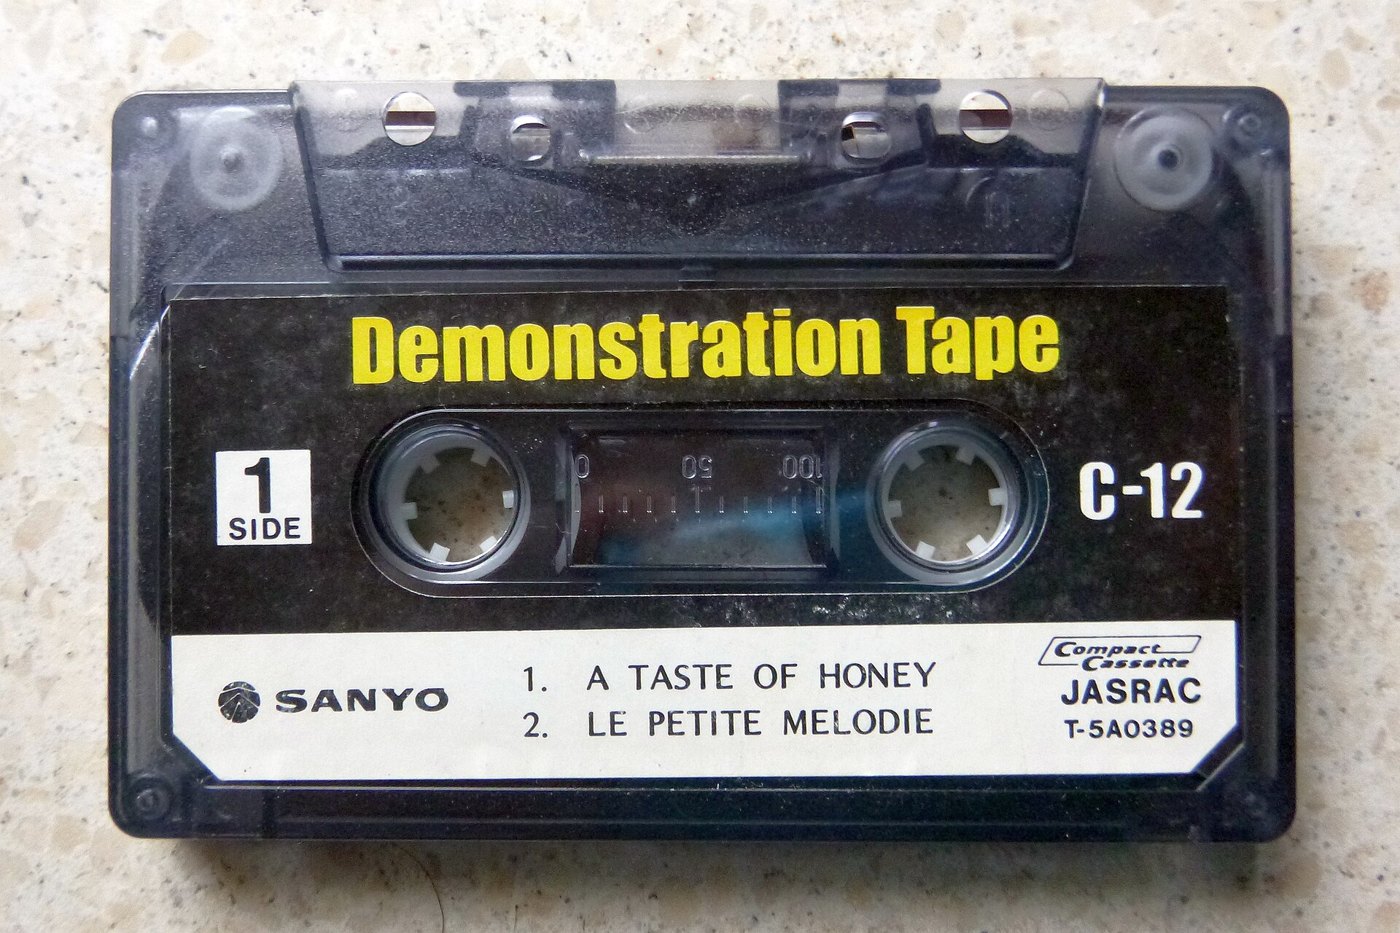 Demonstration Tape
1
SIDE
0 50 100
C-12
SANYO
1. A TASTE OF HONEY
2. LE PETITE MELODIE
Compact
Cassette
JASRAC
T-5A0389